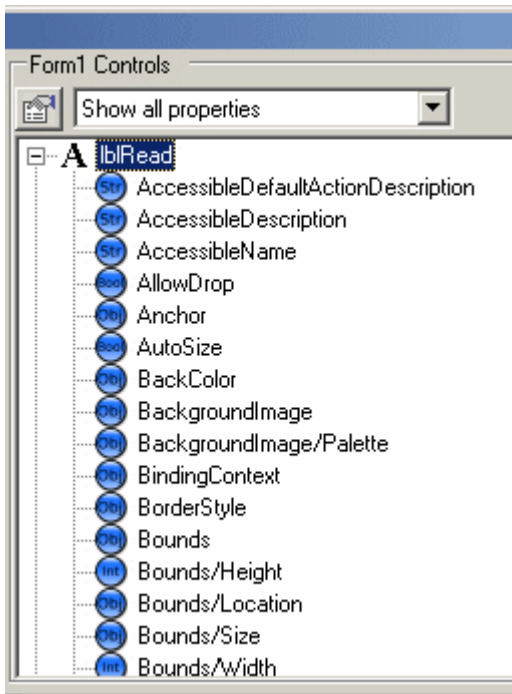 Form1 Controls
Show all properties
A lblRead
Str AccessibleDefaultActionDescription
Str AccessibleDescription
Str AccessibleName
Bool AllowDrop
Obj Anchor
Bool AutoSize
Obj BackColor
Obj BackgroundImage
Obj BackgroundImage/Palette
Obj BindingContext
Obj BorderStyle
Obj Bounds
Int Bounds/Height
Obj Bounds/Location
Obj Bounds/Size
Int Bounds/Width